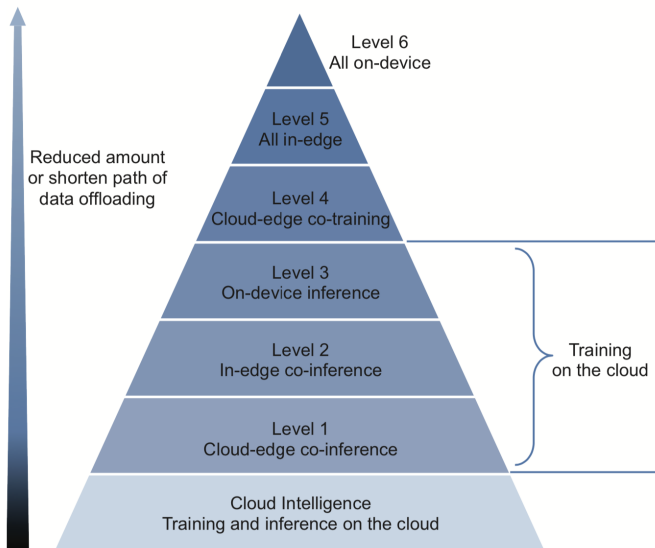 Level 6
All on-device
Level 5
All in-edge
Reduced amount
or shorten path of
data offloading
Level 4
Cloud-edge co-training
Level 3
On-device inference
Level 2
In-edge co-inference
Training
on the cloud
Level 1
Cloud-edge co-inference
Cloud Intelligence
Training and inference on the cloud